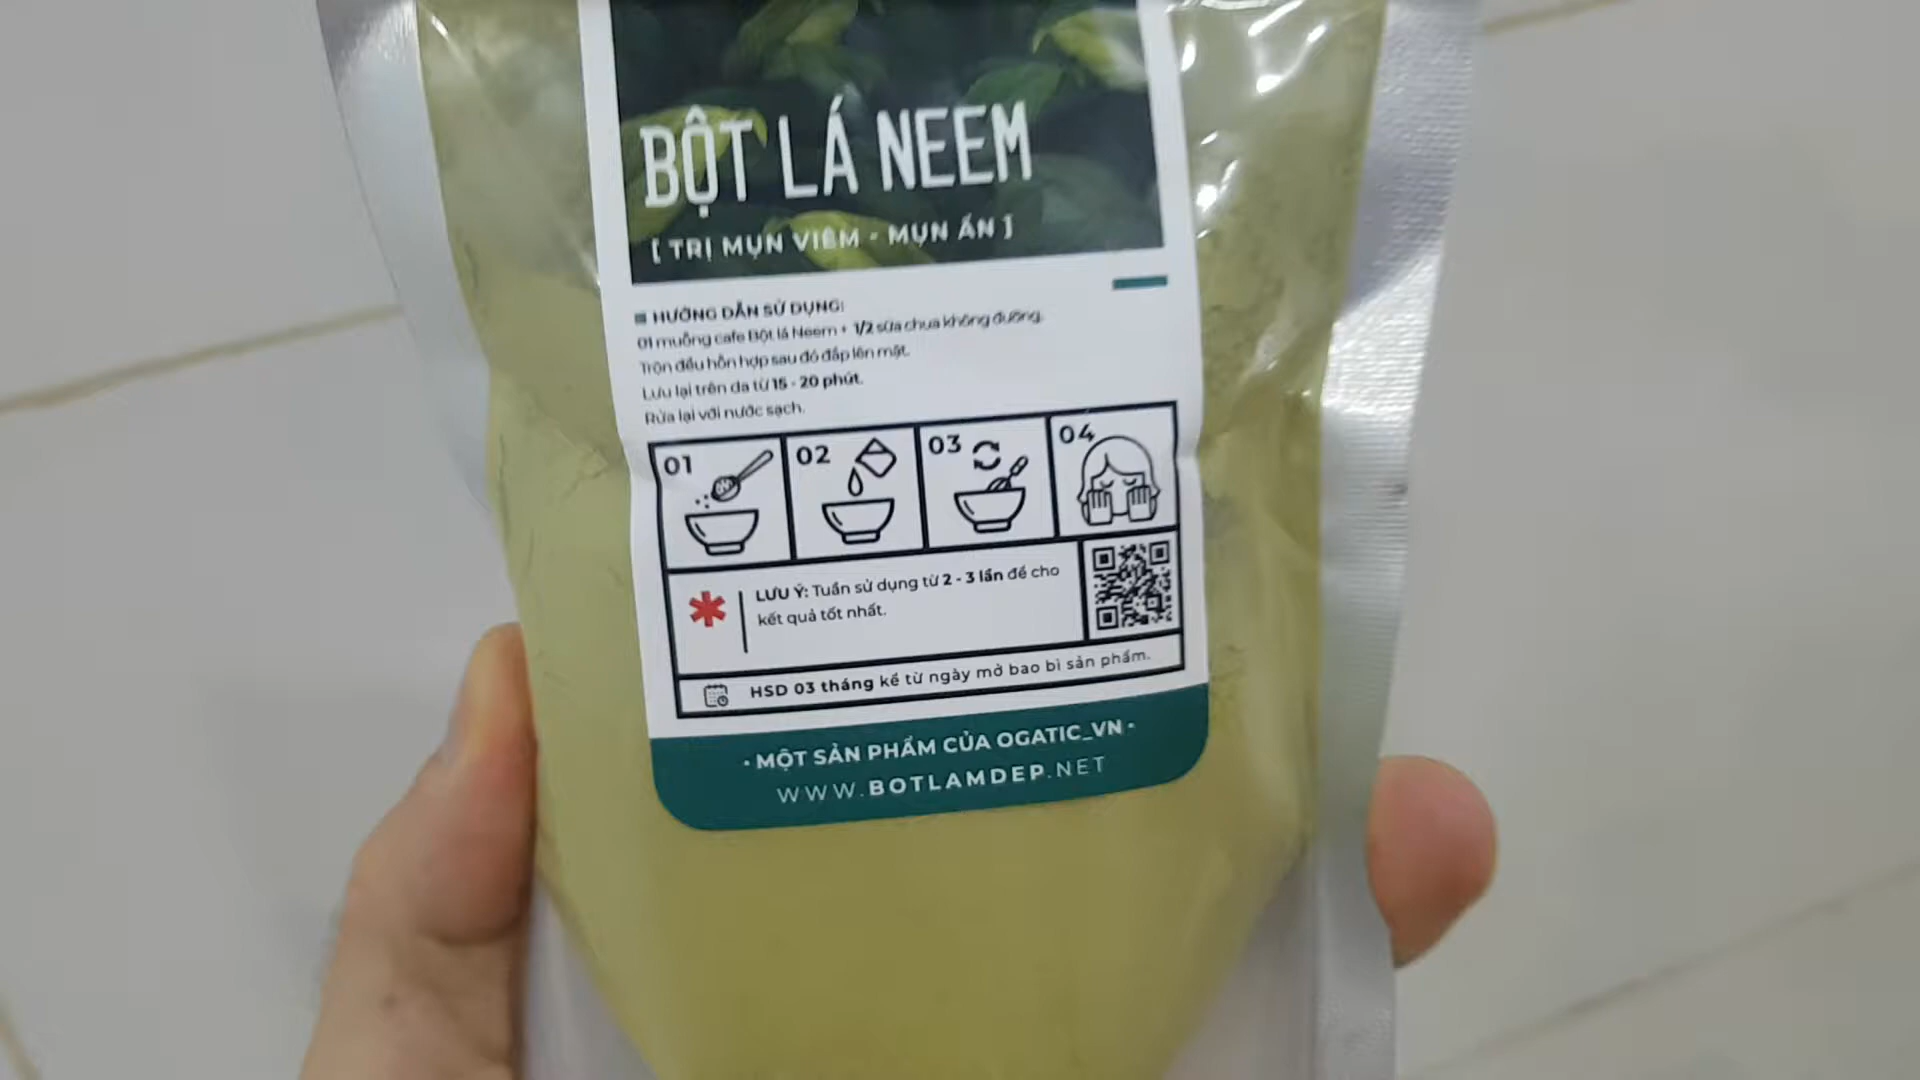 BỘT LÁ NEEM
[ TRỊ MỤN VIÊM - MỤN ẨN ]
HƯỚNG DẪN SỬ DỤNG:
01 muỗng cafe Bột lá Neem + 1/2 sữa chua không đường.
Trộn đều hỗn hợp sau đó đắp lên mặt.
Lưu lại trên da từ 15 - 20 phút.
Rửa lại với nước sạch.
01 02 03 04
LƯU Ý: Tuần sử dụng từ 2 - 3 lần để cho
kết quả tốt nhất.
HSD 03 tháng kể từ ngày mở bao bì sản phẩm.
• MỘT SẢN PHẨM CỦA OGATIC_VN •
WWW.BOTLAMDEP.NET